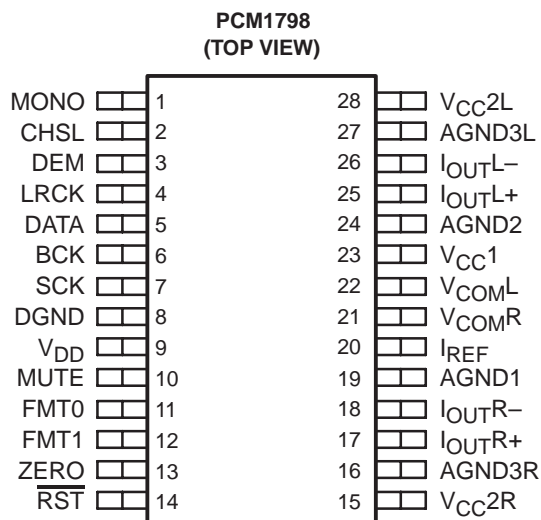 PCM1798
(TOP VIEW)
MONO 1 28 VCC2L
CHSL 2 27 AGND3L
DEM 3 26 IOUTL–
LRCK 4 25 IOUTL+
DATA 5 24 AGND2
BCK 6 23 VCC1
SCK 7 22 VCOML
DGND 8 21 VCOMR
VDD 9 20 IREF
MUTE 10 19 AGND1
FMT0 11 18 IOUTR–
FMT1 12 17 IOUTR+
ZERO 13 16 AGND3R
RST 14 15 VCC2R